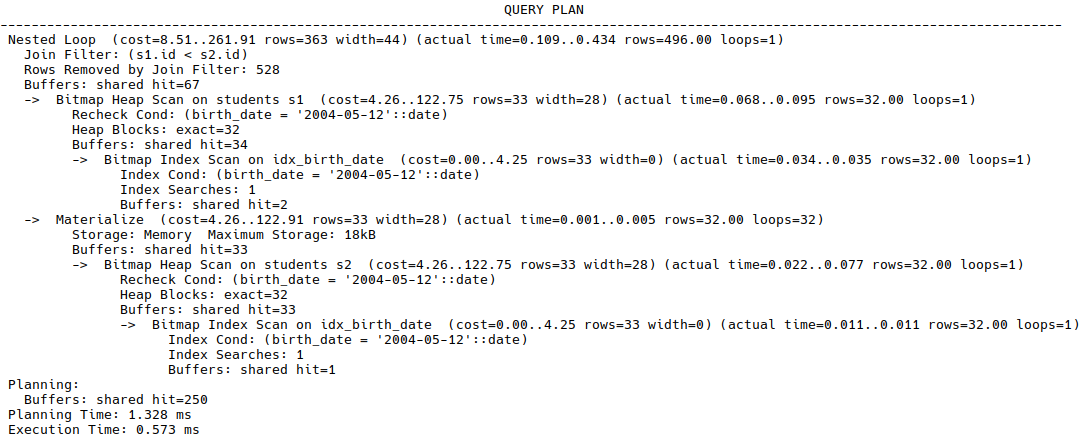 QUERY PLAN
--------------------------------------------------------------------------------------------------------------------------------------
Nested Loop  (cost=8.51..261.91 rows=363 width=44) (actual time=0.109..0.434 rows=496.00 loops=1)
  Join Filter: (s1.id < s2.id)
  Rows Removed by Join Filter: 528
  Buffers: shared hit=67
  ->  Bitmap Heap Scan on students s1  (cost=4.26..122.75 rows=33 width=28) (actual time=0.068..0.095 rows=32.00 loops=1)
        Recheck Cond: (birth_date = '2004-05-12'::date)
        Heap Blocks: exact=32
        Buffers: shared hit=34
        ->  Bitmap Index Scan on idx_birth_date  (cost=0.00..4.25 rows=33 width=0) (actual time=0.034..0.035 rows=32.00 loops=1)
              Index Cond: (birth_date = '2004-05-12'::date)
              Index Searches: 1
              Buffers: shared hit=2
  ->  Materialize  (cost=4.26..122.91 rows=33 width=28) (actual time=0.001..0.005 rows=32.00 loops=32)
        Storage: Memory  Maximum Storage: 18kB
        Buffers: shared hit=33
        ->  Bitmap Heap Scan on students s2  (cost=4.26..122.75 rows=33 width=28) (actual time=0.022..0.077 rows=32.00 loops=1)
              Recheck Cond: (birth_date = '2004-05-12'::date)
              Heap Blocks: exact=32
              Buffers: shared hit=33
              ->  Bitmap Index Scan on idx_birth_date  (cost=0.00..4.25 rows=33 width=0) (actual time=0.011..0.011 rows=32.00 loops=1)
                    Index Cond: (birth_date = '2004-05-12'::date)
                    Index Searches: 1
                    Buffers: shared hit=1
Planning:
  Buffers: shared hit=250
Planning Time: 1.328 ms
Execution Time: 0.573 ms